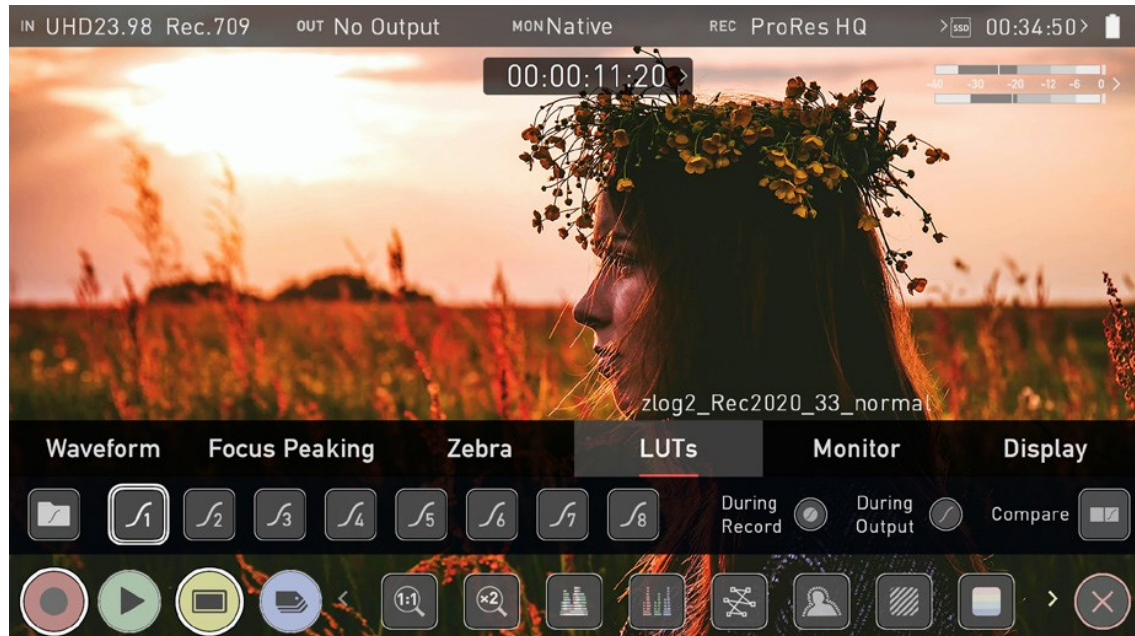 IN UHD23.98 Rec.709 OUT No Output MON Native REC ProRes HQ > SSD 00:34:50 >
00:00:11:20 >
-40 -30 -20 -12 -6 0 >
zlog2_Rec2020_33_normal
Waveform Focus Peaking Zebra LUTs Monitor Display
1 2 3 4 5 6 7 8 During Record During Output Compare
< 1:1 x2 >